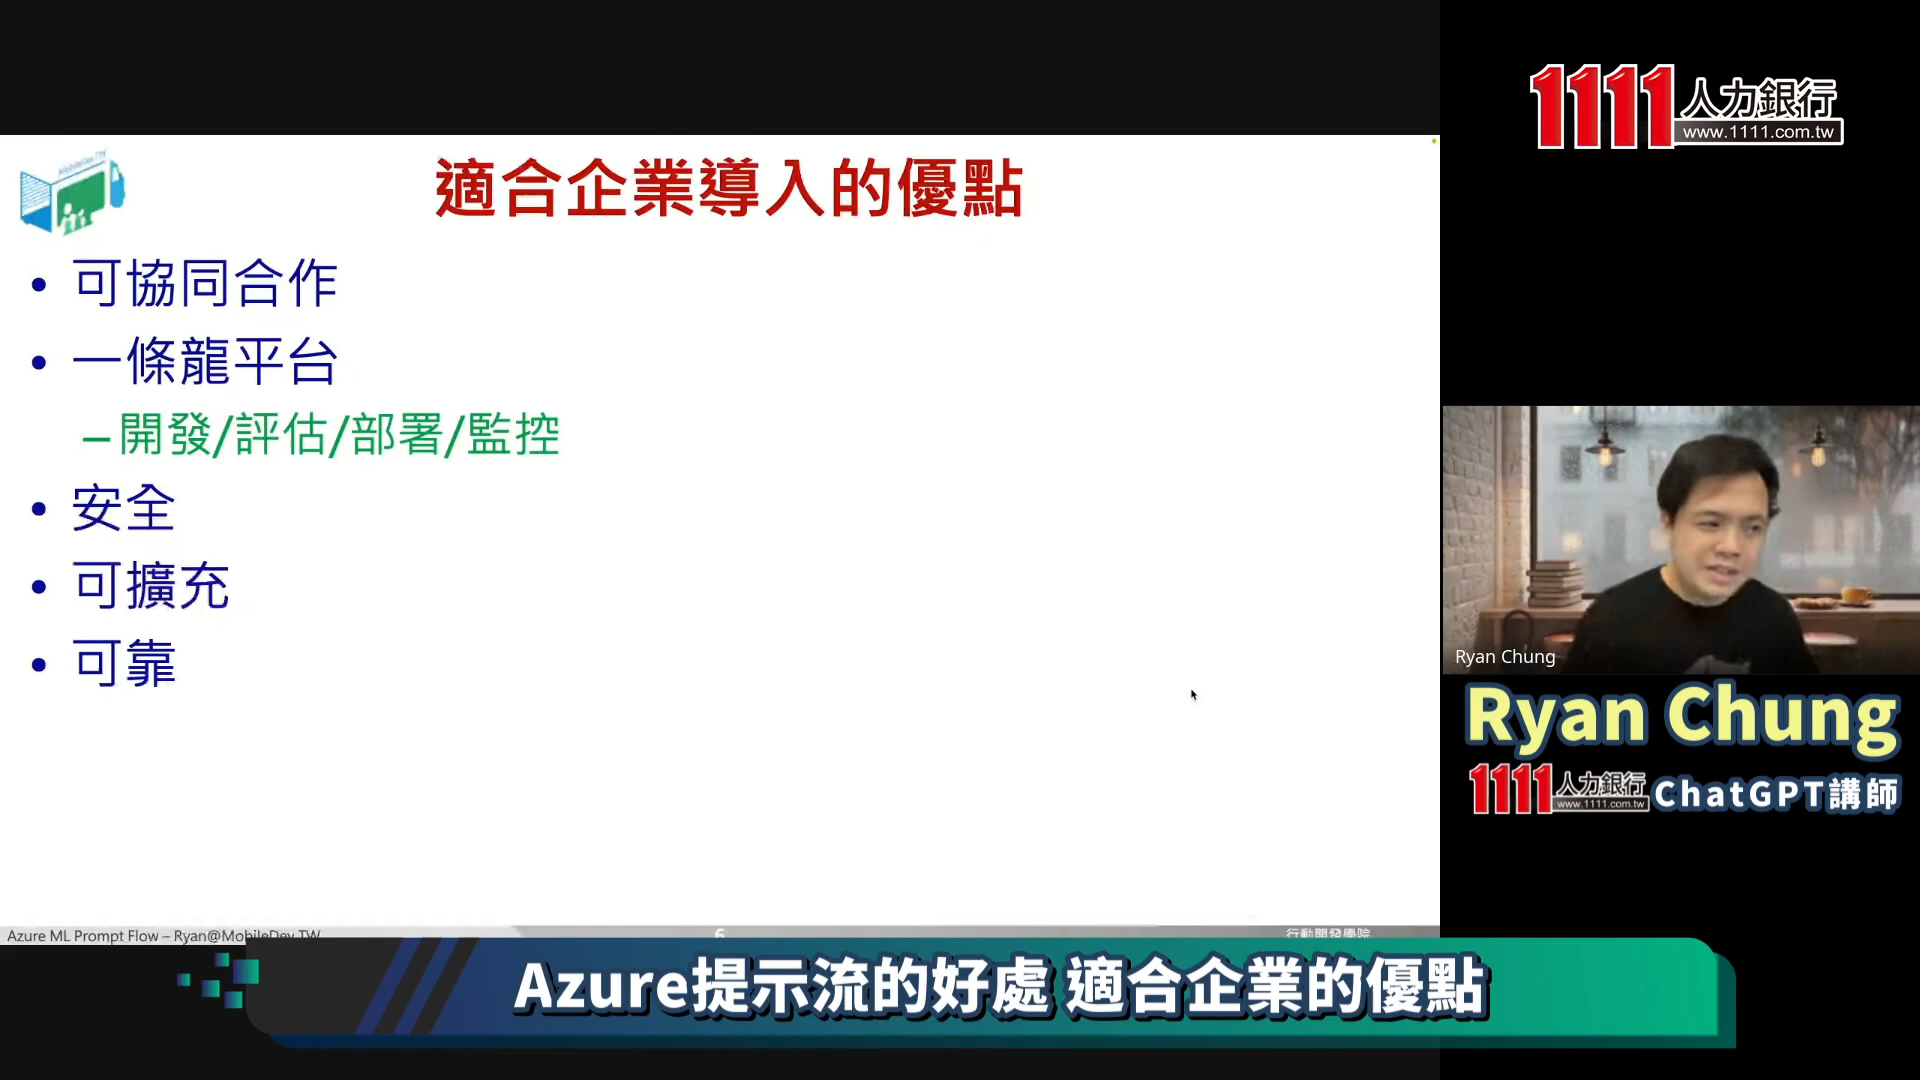 1111人力銀行
www.1111.com.tw
MobileDev.TW
適合企業導入的優點
• 可協同合作
• 一條龍平台
– 開發/評估/部署/監控
• 安全
• 可擴充
• 可靠
Ryan Chung
Ryan Chung
1111人力銀行
www.1111.com.tw
ChatGPT講師
Azure ML Prompt Flow – Ryan@MobileDev.TW
6
行動開發學院
Azure提示流的好處 適合企業的優點